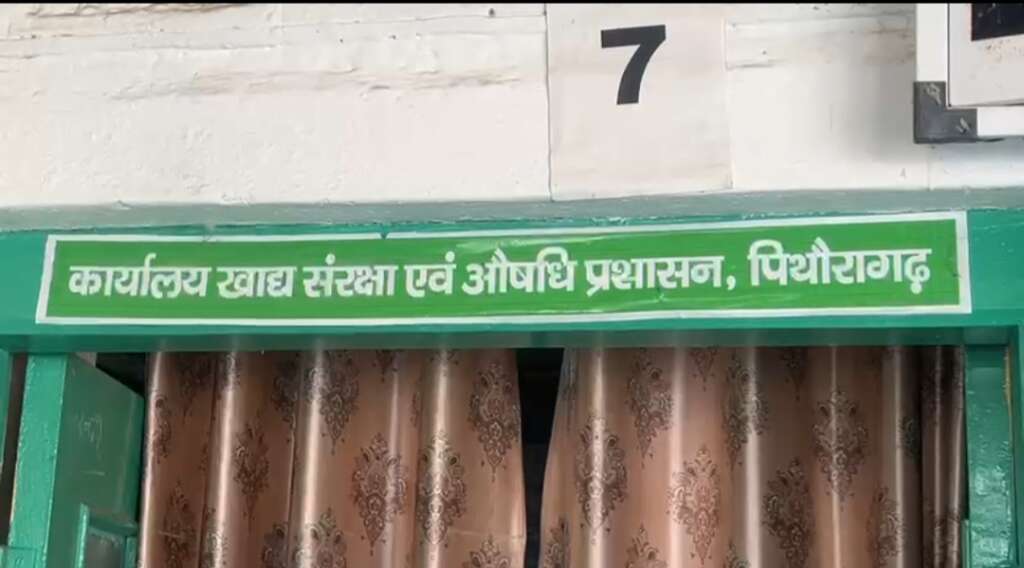 7
कार्यालय खाद्य संरक्षा एवं औषधि प्रशासन, पिथौरागढ़